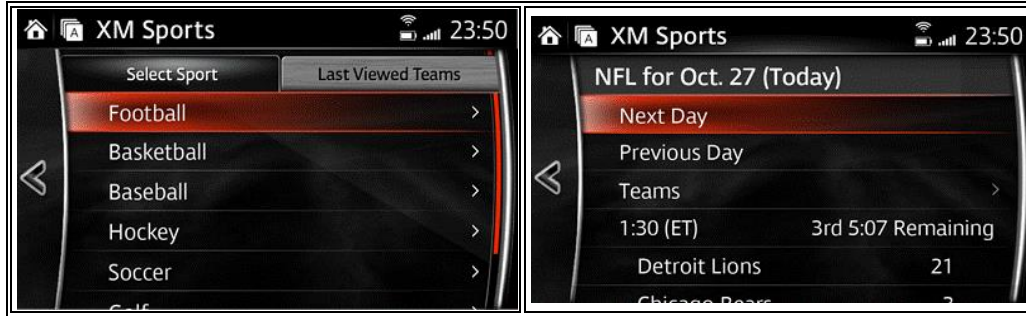 XM Sports 23:50
Select Sport Last Viewed Teams
Football
Basketball
Baseball
Hockey
Soccer
A XM Sports 23:50
NFL for Oct. 27 (Today)
Next Day
Previous Day
Teams
1:30 (ET) 3rd 5:07 Remaining
Detroit Lions 21
Chicago Bears